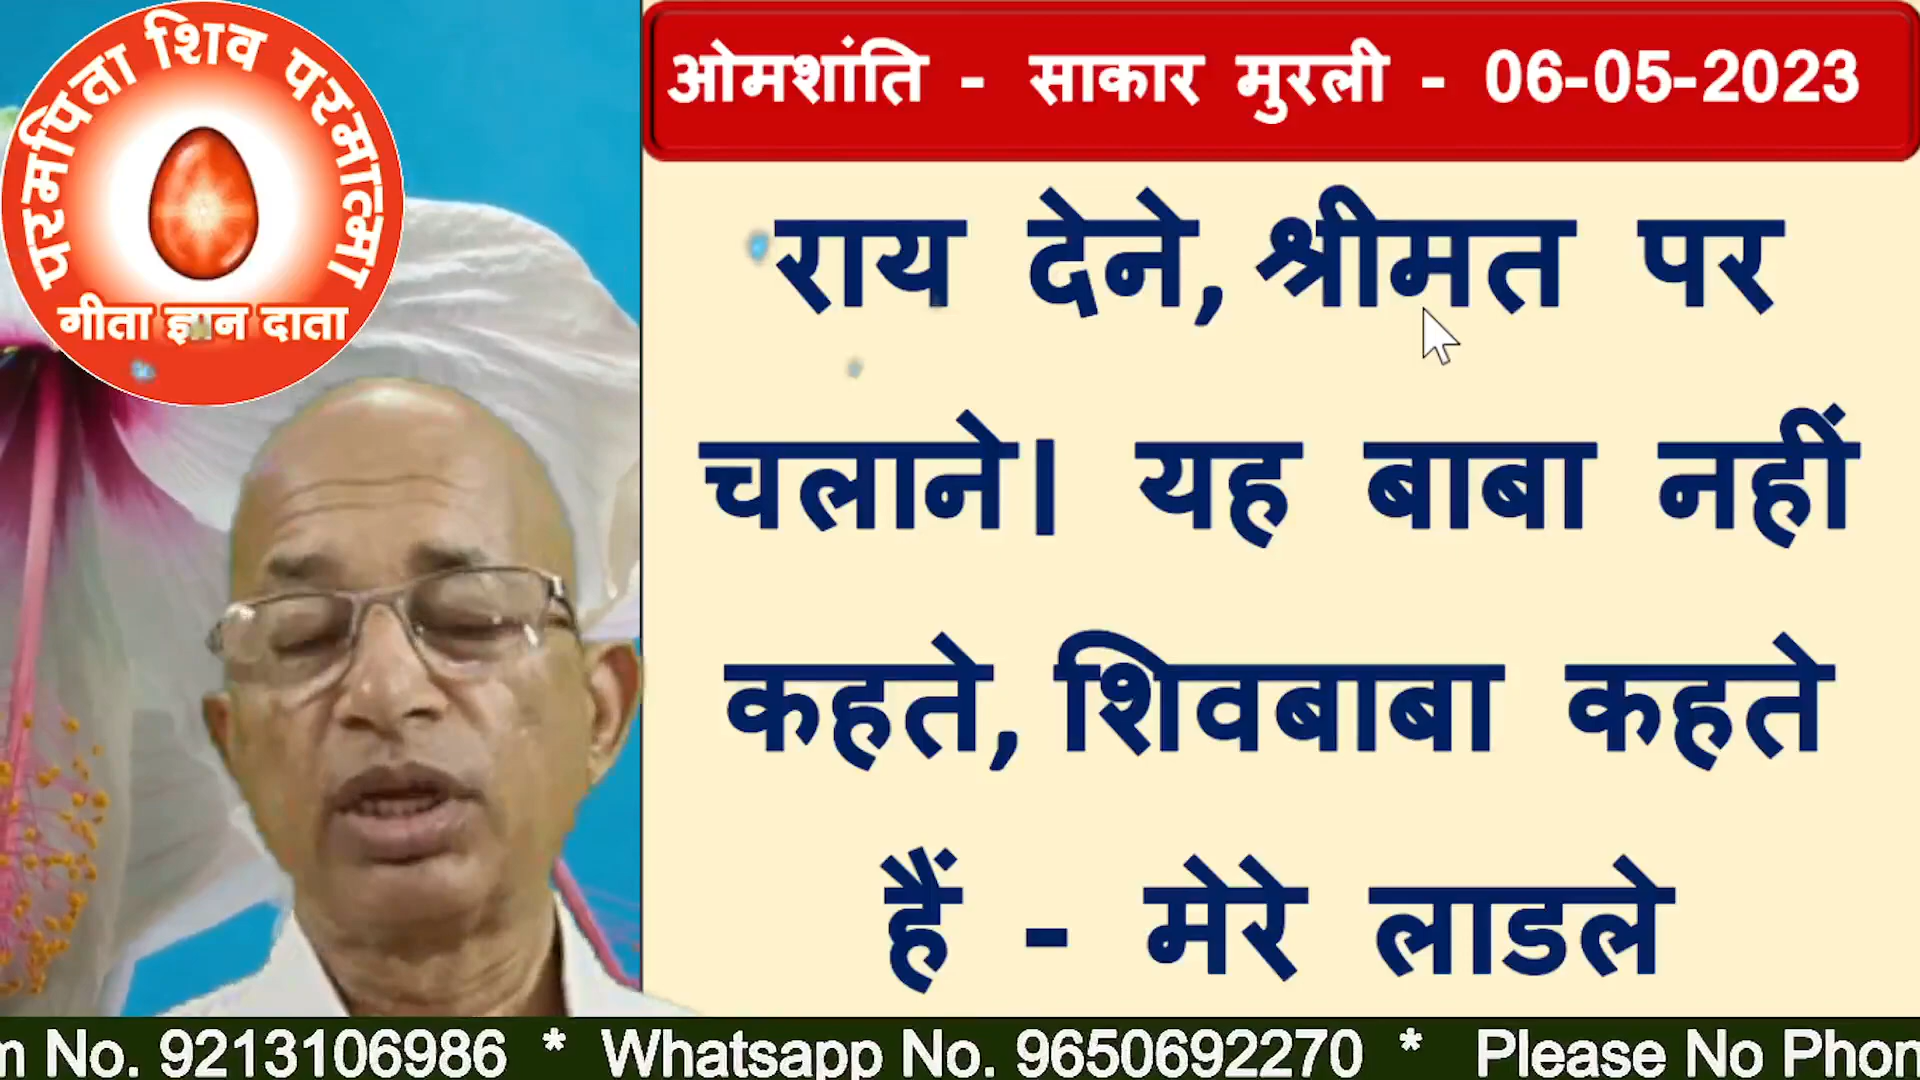 परमपिता शिव परमात्मा
गीता ज्ञान दाता
ओमशांति - साकार मुरली - 06-05-2023
राय देने, श्रीमत पर
चलाने। यह बाबा नहीं
कहते, शिवबाबा कहते
हैं - मेरे लाडले
m No. 9213106986 * Whatsapp No. 9650692270 * Please No Phon